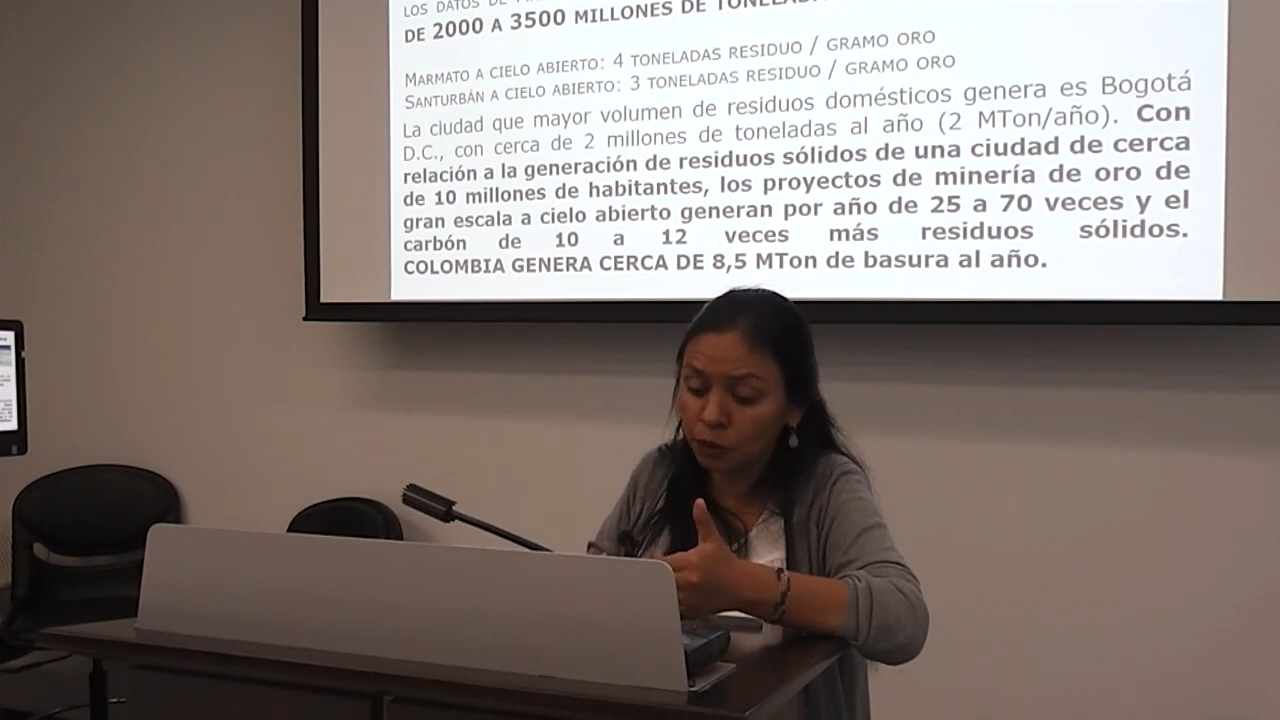 LOS DATOS DE
DE 2000 A 3500 MILLONES DE
MARMATO A CIELO ABIERTO: 4 TONELADAS RESIDUO / GRAMO ORO
SANTURBÁN A CIELO ABIERTO: 3 TONELADAS RESIDUO / GRAMO ORO
La ciudad que mayor volumen de residuos domésticos genera es Bogotá
D.C., con cerca de 2 millones de toneladas al año (2 MTon/año). Con
relación a la generación de residuos sólidos de una ciudad de cerca
de 10 millones de habitantes, los proyectos de minería de oro de
gran escala a cielo abierto generan por año de 25 a 70 veces y el
carbón de 10 a 12 veces más residuos sólidos.
COLOMBIA GENERA CERCA DE 8,5 MTon de basura al año.